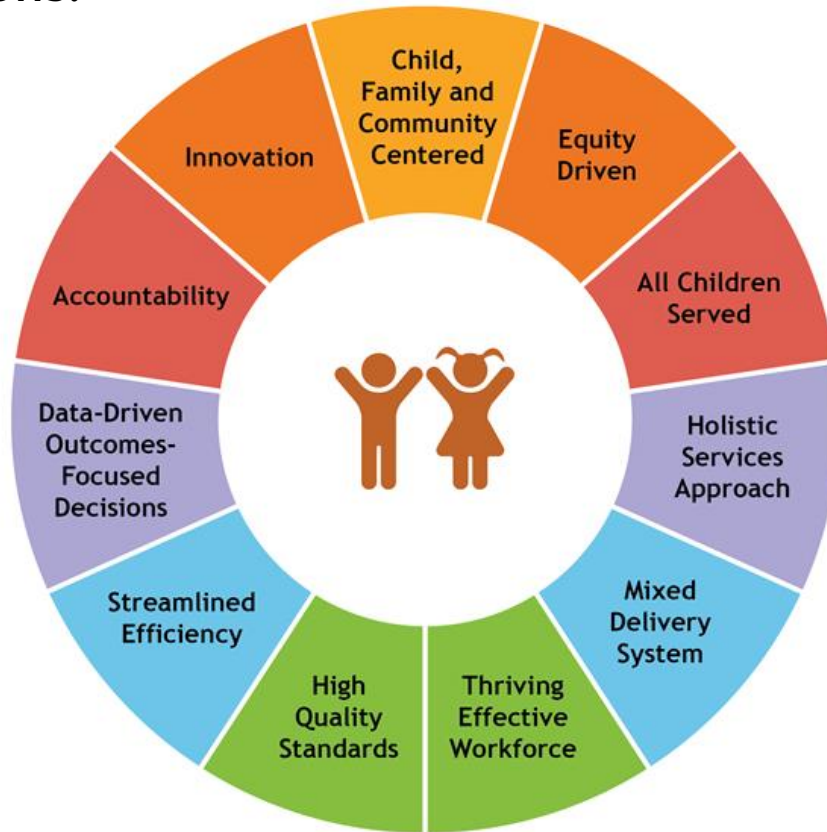 Child,
Family and
Community
Centered
Equity
Driven
All Children
Served
Holistic
Services
Approach
Mixed
Delivery
System
Thriving
Effective
Workforce
High
Quality
Standards
Streamlined
Efficiency
Data-Driven
Outcomes-
Focused
Decisions
Accountability
Innovation